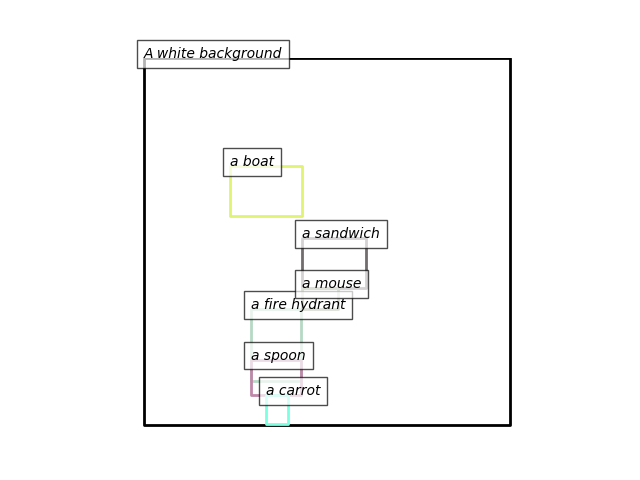 A white background
a boat
a sandwich
a mouse
a fire hydrant
a spoon
a carrot